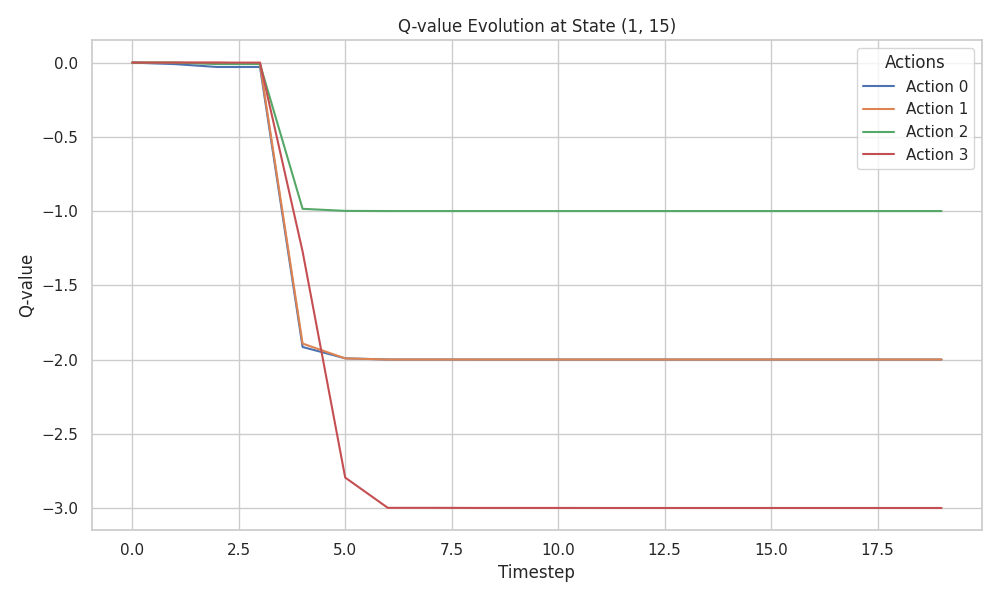 Q-value Evolution at State (1, 15)
Actions
Action 0
Action 1
Action 2
Action 3
Q-value
0.0
−0.5
−1.0
−1.5
−2.0
−2.5
−3.0
0.0 2.5 5.0 7.5 10.0 12.5 15.0 17.5
Timestep